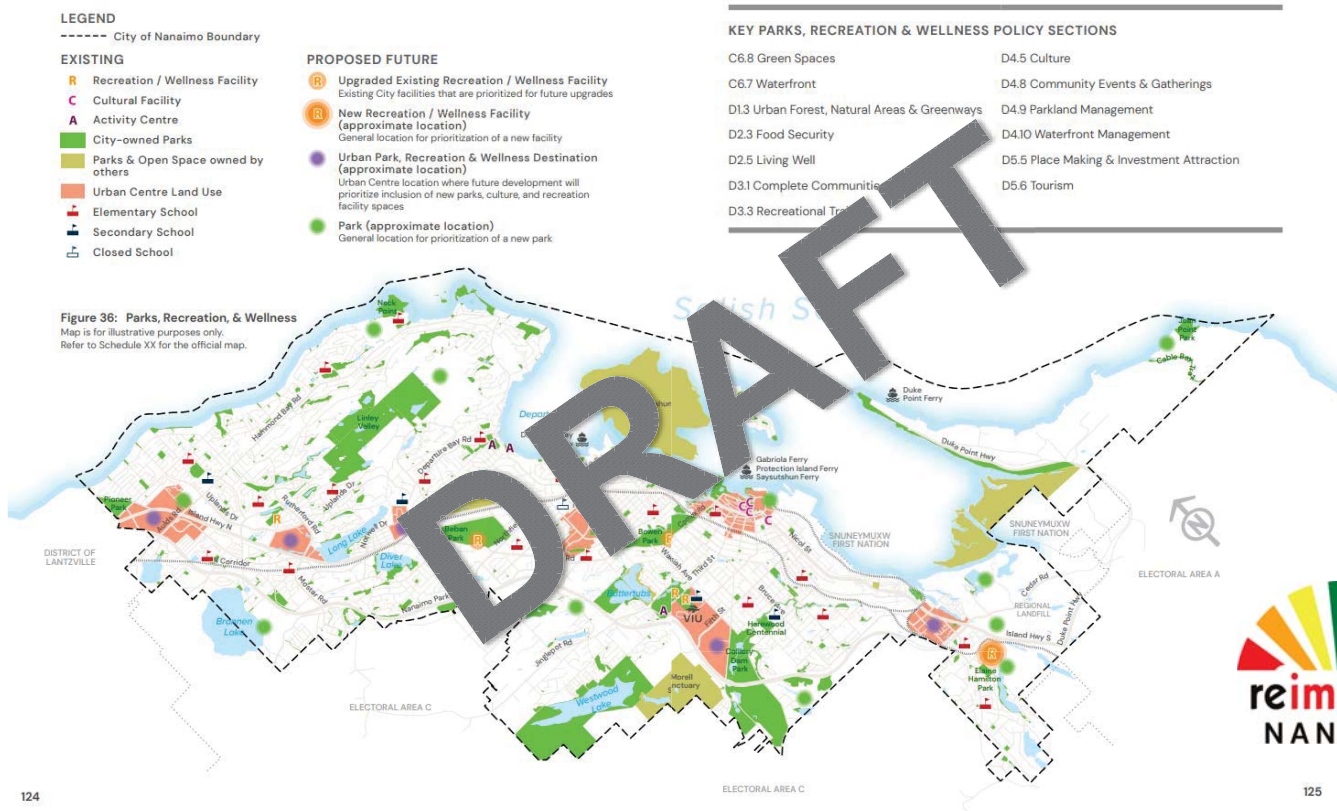 LEGEND
City of Nanaimo Boundary
EXISTING
R Recreation / Wellness Facility
C Cultural Facility
A Activity Centre
City-owned Parks
Parks & Open Space owned by
others
Urban Centre Land Use
Elementary School
Secondary School
Closed School
PROPOSED FUTURE
R Upgraded Existing Recreation / Wellness Facility
Existing City facilities that are prioritized for future upgrades
R New Recreation / Wellness Facility
(approximate location)
General location for prioritization of a new facility
Urban Park, Recreation & Wellness Destination
(approximate location)
Urban Centre location where future development will
prioritize inclusion of new parks, culture, and recreation
facility spaces
Park (approximate location)
General location for prioritization of a new park
KEY PARKS, RECREATION & WELLNESS POLICY SECTIONS
C6.8 Green Spaces
C6.7 Waterfront
D1.3 Urban Forest, Natural Areas & Greenways
D2.3 Food Security
D2.5 Living Well
D3.1 Complete
D3.3 Recreational
D4.5 Culture
D4.8 Community Events & Gatherings
D4.9 Parkland Management
D4.10 Waterfront Management
D5.5 Place Making & Investment Attraction
D5.6 Tourism
Figure 36: Parks, Recreation, & Wellness
Map is for illustrative purposes only.
Refer to Schedule XX for the official map.
DRAFT
Neck
Point
Hammond Bay Rd
Linley
Valley
Departure Bay Rd
Duke
Point Ferry
Point
Park
Cable Bay
Duke Point Hwy
Gabriola Ferry
Protection Island Ferry
Saysutshun Ferry
Pioneer
Park
Uplands Dr
Island Hwy N
Rutherford Rd
Uplands Dr
Long Lake
Norwell Dr
Diver
Lake
Beban
Park
Bowen
Park
Wakesiah Ave
Third St
Nicol St
SNUNEYMUXW
FIRST NATION
SNUNEYMUXW
FIRST NATION
N
ELECTORAL AREA A
DISTRICT OF
LANTZVILLE
Corridor
Mostar Rd
Brannen
Lake
Nanaimo
Buttertubs
A
VIU
Fifth St
Bruce Ave
Harewood
Centennial
Colliery
Dam
Park
Jinglepot Rd
Westwood
Lake
Morell
Cedar Rd
REGIONAL
LANDFILL
Island Hwy S
Duke Point
R
Elaine
Hamilton
Park
ELECTORAL AREA C
ELECTORAL AREA C
reim
NAN
124
125